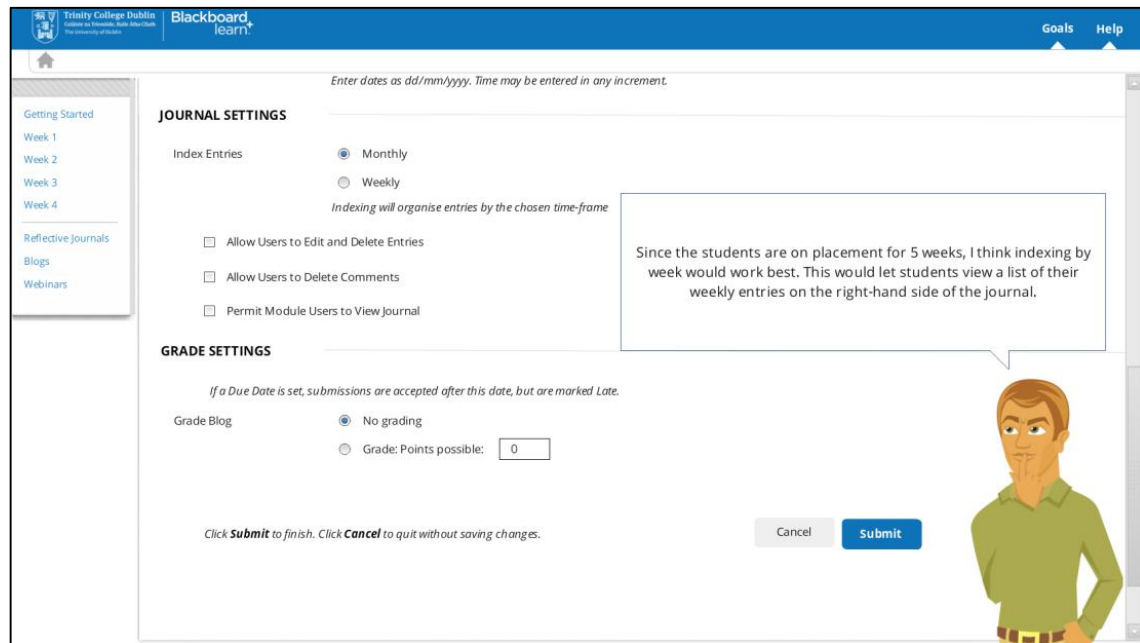 Trinity College Dublin
Coláiste na Tríonóide, Baile Átha Cliath
The University of Dublin
Blackboard
learn+
Goals
Help
Enter dates as dd/mm/yyyy. Time may be entered in any increment.
Getting Started
Week 1
Week 2
Week 3
Week 4
Reflective Journals
Blogs
Webinars
JOURNAL SETTINGS
Index Entries
Monthly
Weekly
Indexing will organise entries by the chosen time-frame
Allow Users to Edit and Delete Entries
Allow Users to Delete Comments
Permit Module Users to View Journal
Since the students are on placement for 5 weeks, I think indexing by
week would work best. This would let students view a list of their
weekly entries on the right-hand side of the journal.
GRADE SETTINGS
If a Due Date is set, submissions are accepted after this date, but are marked Late.
Grade Blog
No grading
Grade: Points possible: 0
Click Submit to finish. Click Cancel to quit without saving changes.
Cancel
Submit